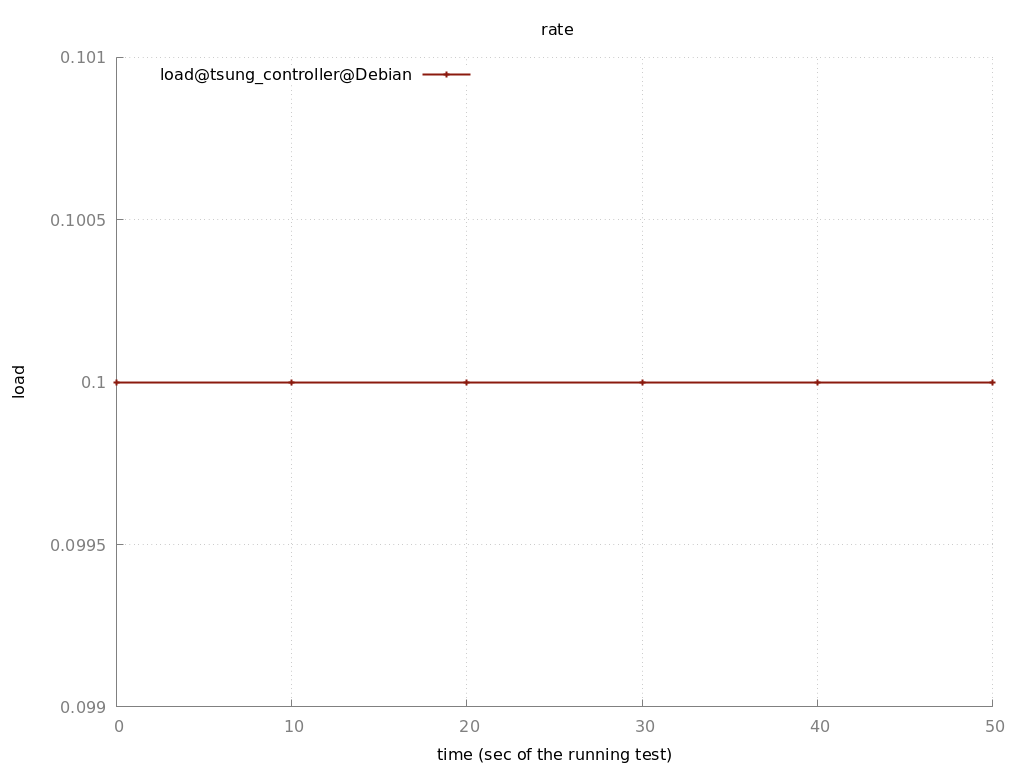 rate
0.101
load@tsung_controller@Debian
0.1005
load
0.1
0.0995
0.099
0 10 20 30 40 50
time (sec of the running test)